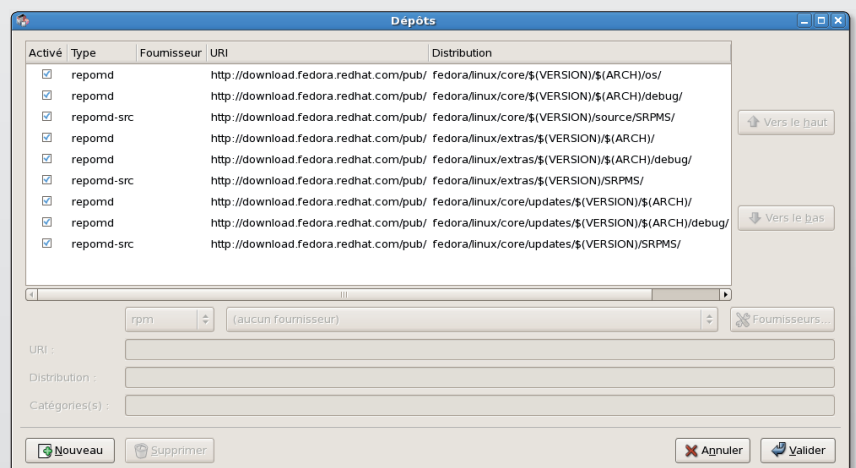 Dépôts
Activé Type Fournisseur URI Distribution
repomd http://download.fedora.redhat.com/pub/ fedora/linux/core/$(VERSION)/$(ARCH)/os/
repomd http://download.fedora.redhat.com/pub/ fedora/linux/core/$(VERSION)/$(ARCH)/debug/
repomd-src http://download.fedora.redhat.com/pub/ fedora/linux/core/$(VERSION)/source/SRPMS/
repomd http://download.fedora.redhat.com/pub/ fedora/linux/extras/$(VERSION)/$(ARCH)/
repomd http://download.fedora.redhat.com/pub/ fedora/linux/extras/$(VERSION)/$(ARCH)/debug/
repomd-src http://download.fedora.redhat.com/pub/ fedora/linux/extras/$(VERSION)/SRPMS/
repomd http://download.fedora.redhat.com/pub/ fedora/linux/core/updates/$(VERSION)/$(ARCH)/
repomd http://download.fedora.redhat.com/pub/ fedora/linux/core/updates/$(VERSION)/$(ARCH)/debug/
repomd-src http://download.fedora.redhat.com/pub/ fedora/linux/core/updates/$(VERSION)/SRPMS/
Vers le haut
Vers le bas
rpm (aucun fournisseur) Fournisseurs...
URI :
Distribution :
Catégories(s) :
Nouveau Supprimer Annuler Valider